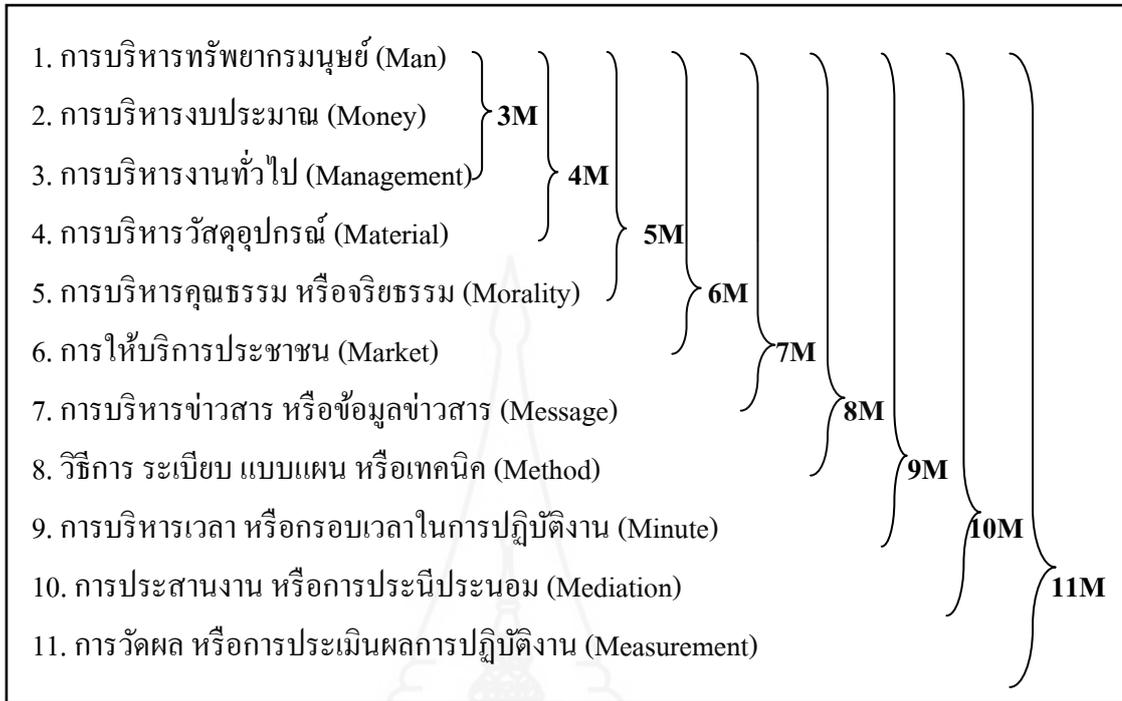 1. การบริหารทรัพยากรมนุษย์ (Man)
2. การบริหารงบประมาณ (Money) 3M
3. การบริหารงานทั่วไป (Management) 4M
4. การบริหารวัสดุอุปกรณ์ (Material) 5M
5. การบริหารคุณธรรม หรือจริยธรรม (Morality) 6M
6. การให้บริการประชาชน (Market) 7M
7. การบริหารข่าวสาร หรือข้อมูลข่าวสาร (Message) 8M
8. วิธีการ ระเบียบ แบบแผน หรือเทคนิค (Method) 9M
9. การบริหารเวลา หรือกรอบเวลาในการปฏิบัติงาน (Minute) 10M
10. การประสานงาน หรือการประนีประนอม (Mediation) 11M
11. การวัดผล หรือการประเมินผลการปฏิบัติงาน (Measurement)